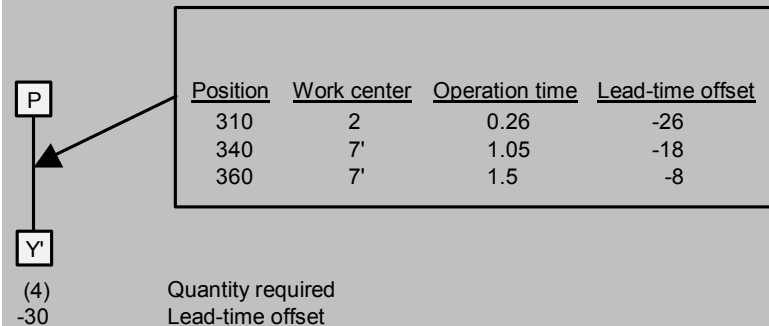 Position Work center Operation time Lead-time offset
P
310 2 0.26 -26
340 7' 1.05 -18
360 7' 1.5 -8
Y'
(4) Quantity required
-30 Lead-time offset